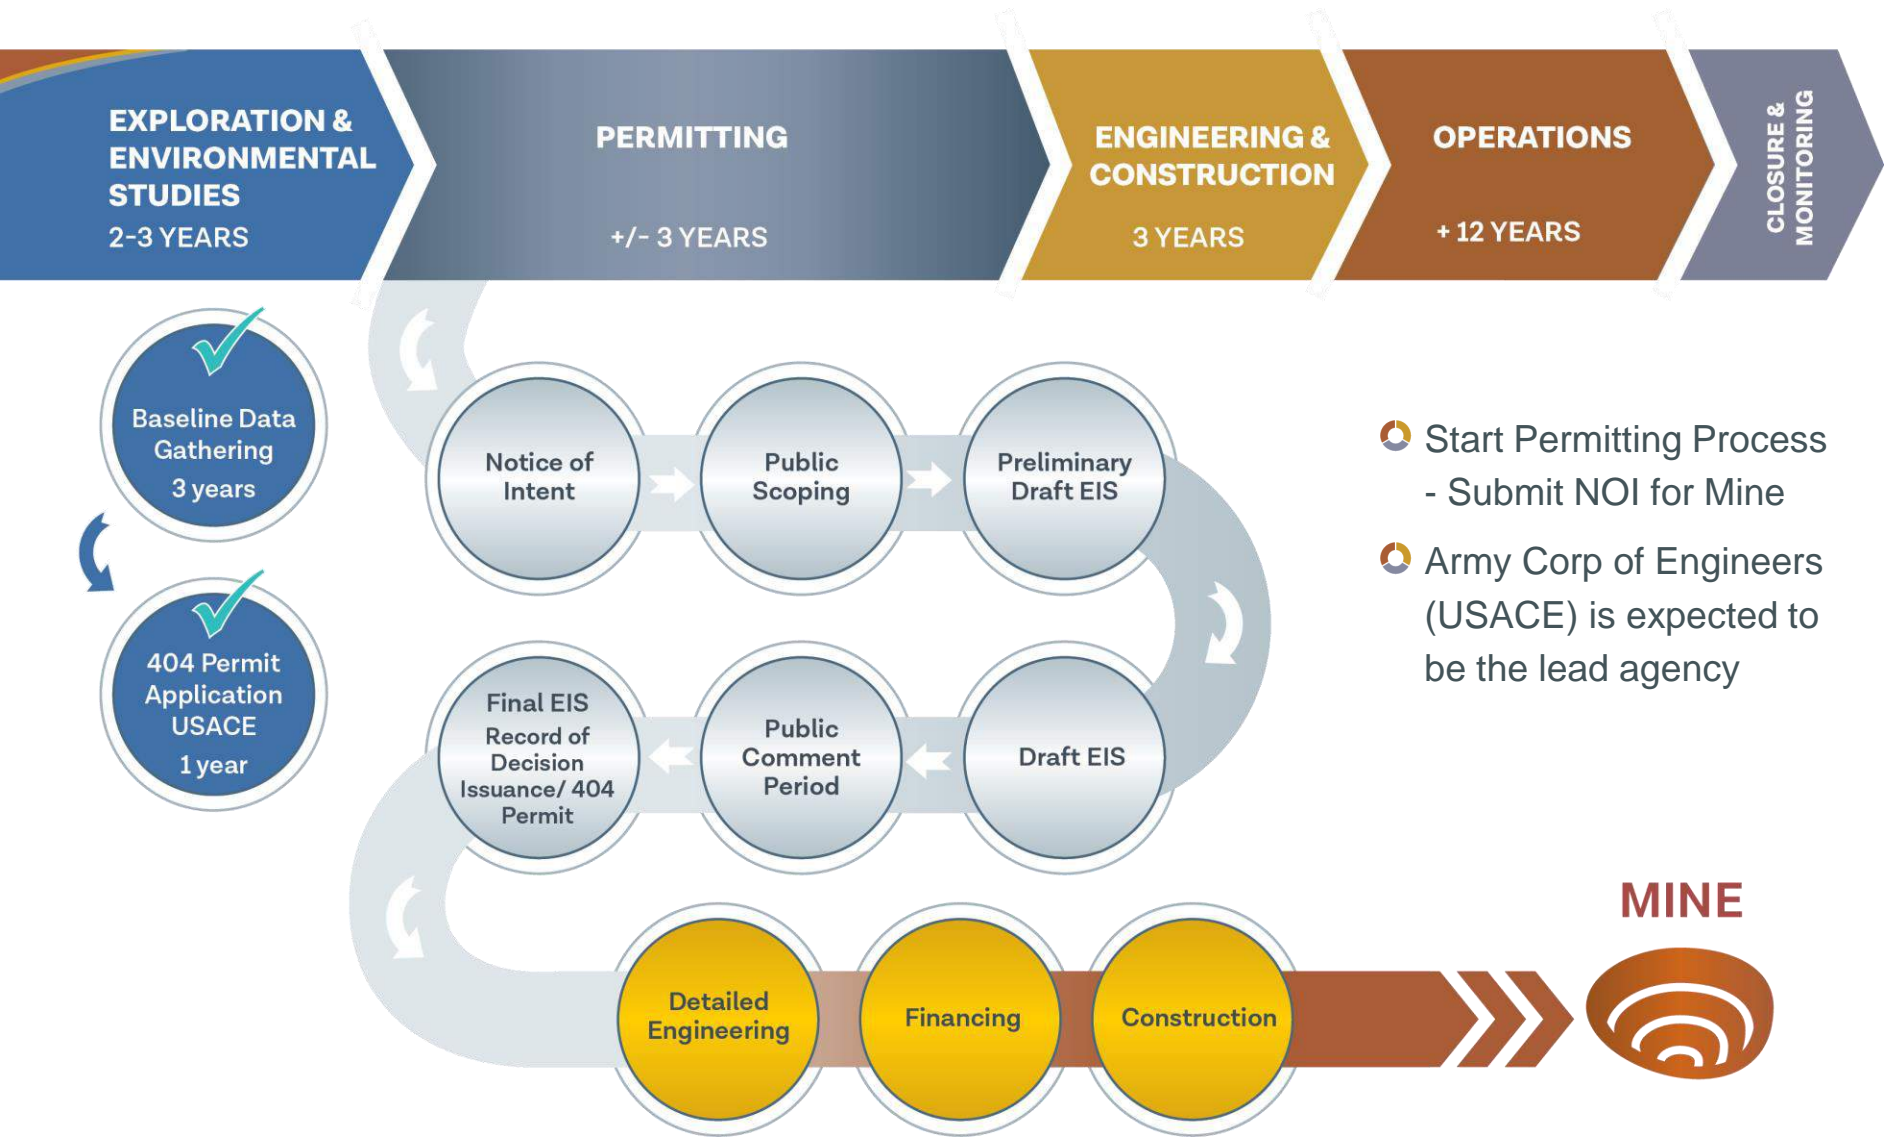 EXPLORATION &
ENVIRONMENTAL
STUDIES
2-3 YEARS
PERMITTING
+/- 3 YEARS
ENGINEERING &
CONSTRUCTION
3 YEARS
OPERATIONS
+ 12 YEARS
CLOSURE &
MONITORING
Baseline Data
Gathering
3 years
404 Permit
Application
USACE
1 year
Notice of
Intent
Public
Scoping
Preliminary
Draft EIS
Draft EIS
Public
Comment
Period
Final EIS
Record of
Decision
Issuance/ 404
Permit
Detailed
Engineering
Financing
Construction
Start Permitting Process
- Submit NOI for Mine
Army Corp of Engineers
(USACE) is expected to
be the lead agency
MINE